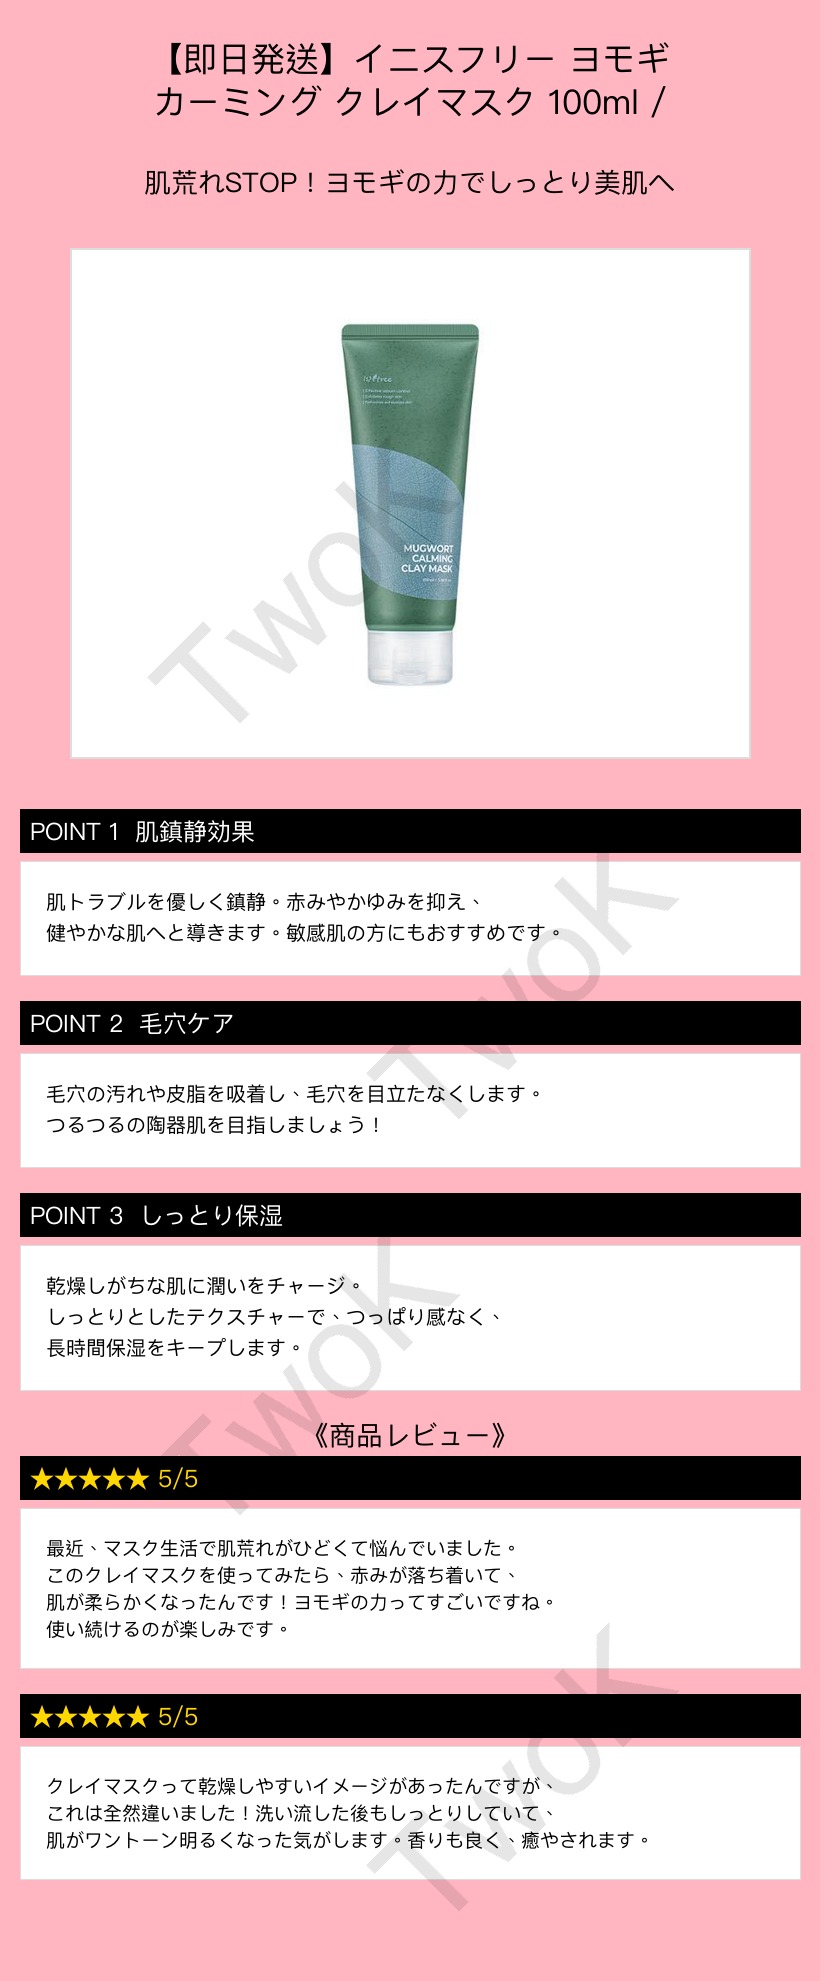 【即日発送】イニスフリー ヨモギ
カーミング クレイマスク 100ml /
肌荒れSTOP！ヨモギの力でしっとり美肌へ
isNtree
MUGWORT
CALMING
CLAY MASK
TwoK
POINT 1 肌鎮静効果
肌トラブルを優しく鎮静。赤みやかゆみを抑え、
健やかな肌へと導きます。敏感肌の方にもおすすめです。
TwoK
POINT 2 毛穴ケア
毛穴の汚れや皮脂を吸着し、毛穴を目立たなくします。
つるつるの陶器肌を目指しましょう！
POINT 3 しっとり保湿
乾燥しがちな肌に潤いをチャージ。
しっとりとしたテクスチャーで、つっぱり感なく、
長時間保湿をキープします。
TwoK
《商品レビュー》
★★★★★ 5/5
最近、マスク生活で肌荒れがひどくて悩んでいました。
このクレイマスクを使ってみたら、赤みが落ち着いて、
肌が柔らかくなったんです！ヨモギの力ってすごいですね。
使い続けるのが楽しみです。
★★★★★ 5/5
クレイマスクって乾燥しやすいイメージがあったんですが、
これは全然違いました！洗い流した後もしっとりしていて、
肌がワントーン明るくなった気がします。香りも良く、癒やされます。
TwoK